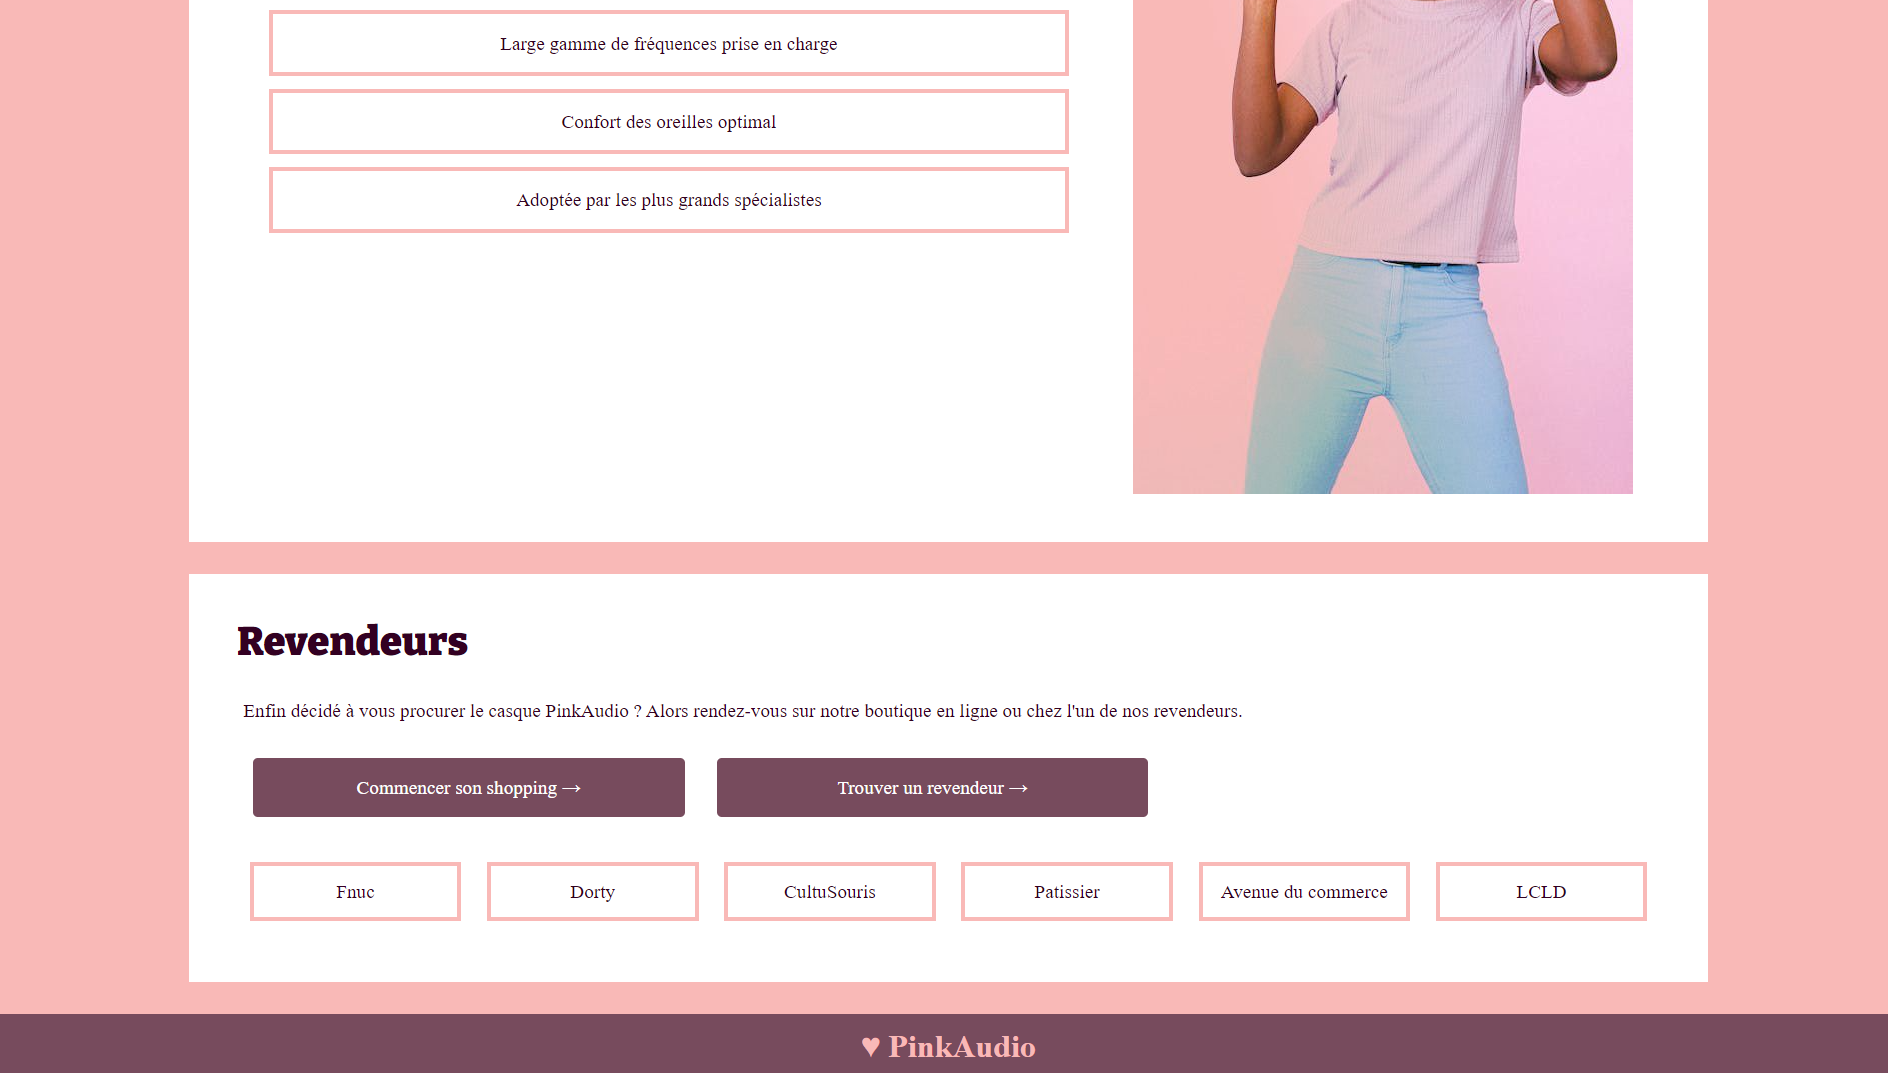 Large gamme de fréquences prise en charge
Confort des oreilles optimal
Adoptée par les plus grands spécialistes
Revendeurs
Enfin décidé à vous procurer le casque PinkAudio ? Alors rendez-vous sur notre boutique en ligne ou chez l'un de nos revendeurs.
Commencer son shopping →
Trouver un revendeur →
Fnuc
Dorty
CultuSouris
Patissier
Avenue du commerce
LCLD
♥ PinkAudio